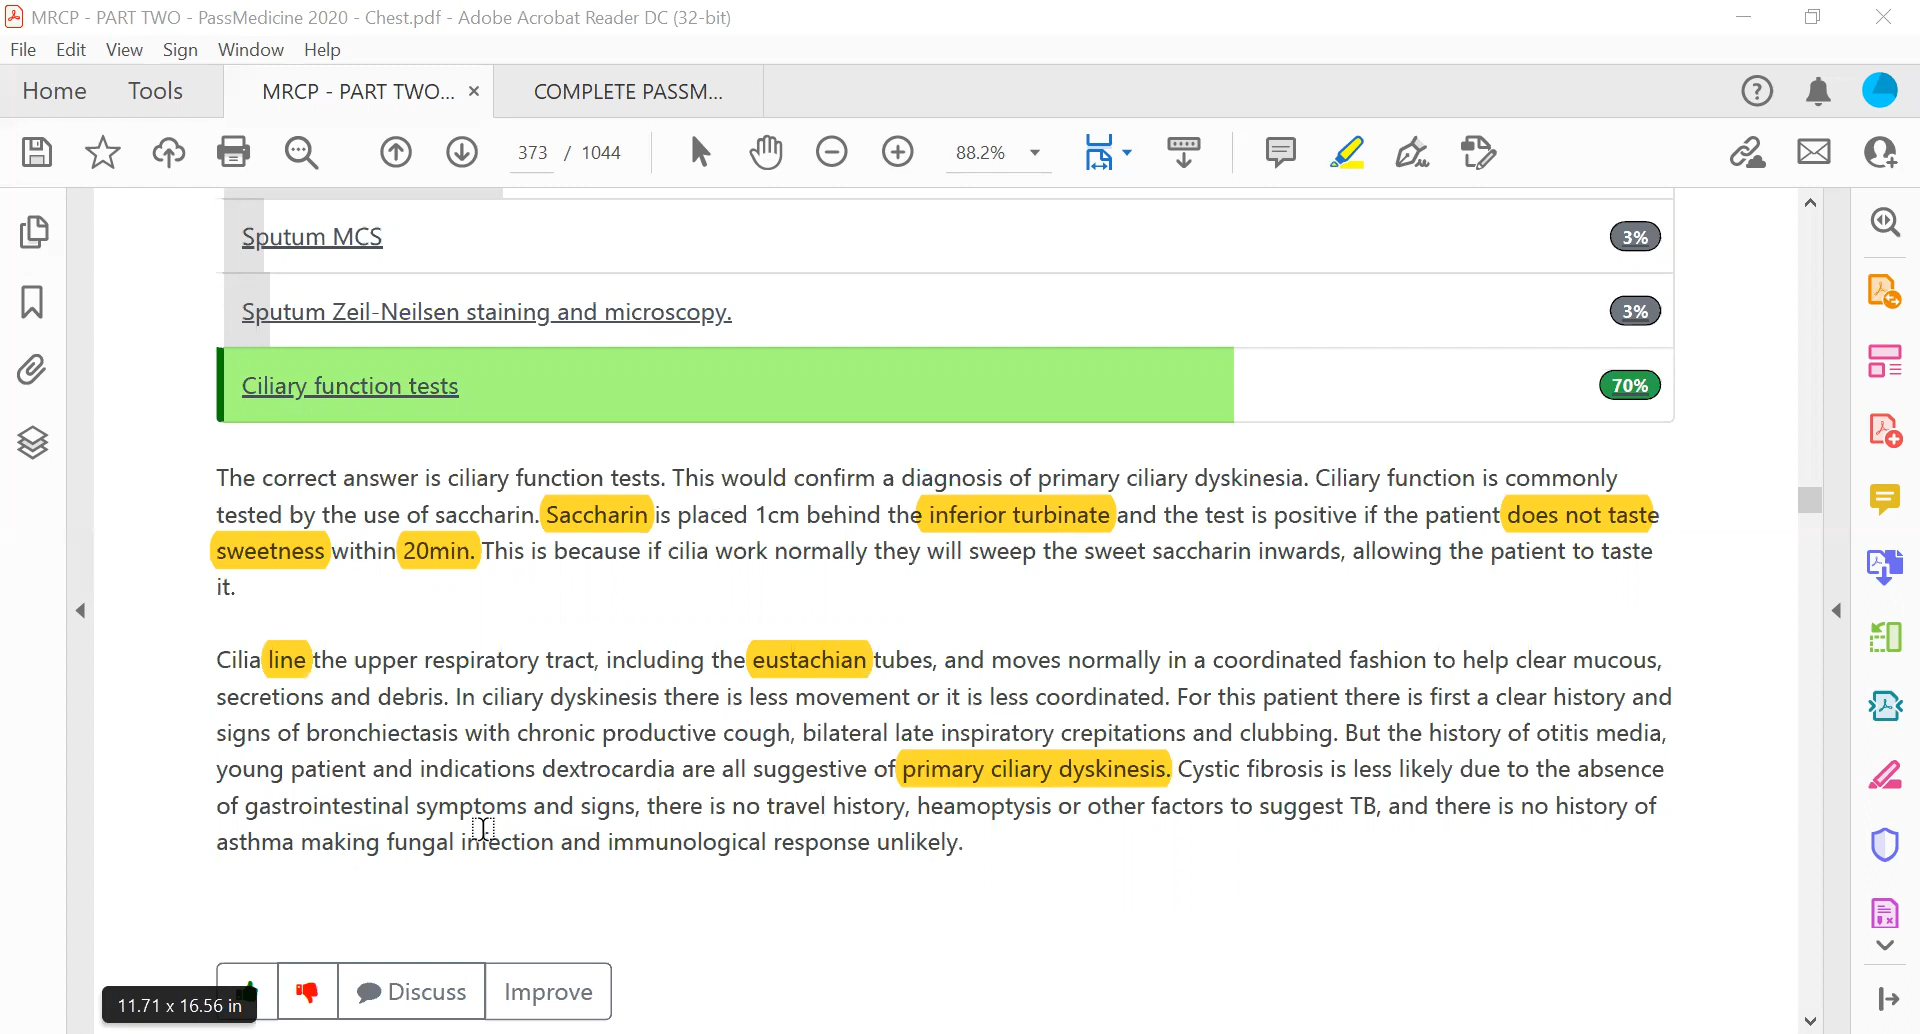 MRCP - PART TWO - PassMedicine 2020 - Chest.pdf - Adobe Acrobat Reader DC (32-bit)
File Edit View Sign Window Help
Home Tools MRCP - PART TWO... × COMPLETE PASSM...
373 / 1044 88.2%
Sputum MCS 3%
Sputum Zeil-Neilsen staining and microscopy. 3%
Ciliary function tests 70%
The correct answer is ciliary function tests. This would confirm a diagnosis of primary ciliary dyskinesia. Ciliary function is commonly
tested by the use of saccharin. Saccharin is placed 1cm behind the inferior turbinate and the test is positive if the patient does not taste
sweetness within 20min. This is because if cilia work normally they will sweep the sweet saccharin inwards, allowing the patient to taste
it.
Cilia line the upper respiratory tract, including the eustachian tubes, and moves normally in a coordinated fashion to help clear mucous,
secretions and debris. In ciliary dyskinesis there is less movement or it is less coordinated. For this patient there is first a clear history and
signs of bronchiectasis with chronic productive cough, bilateral late inspiratory crepitations and clubbing. But the history of otitis media,
young patient and indications dextrocardia are all suggestive of primary ciliary dyskinesis. Cystic fibrosis is less likely due to the absence
of gastrointestinal symptoms and signs, there is no travel history, heamoptysis or other factors to suggest TB, and there is no history of
asthma making fungal infection and immunological response unlikely.
Discuss Improve
11.71 x 16.56 in